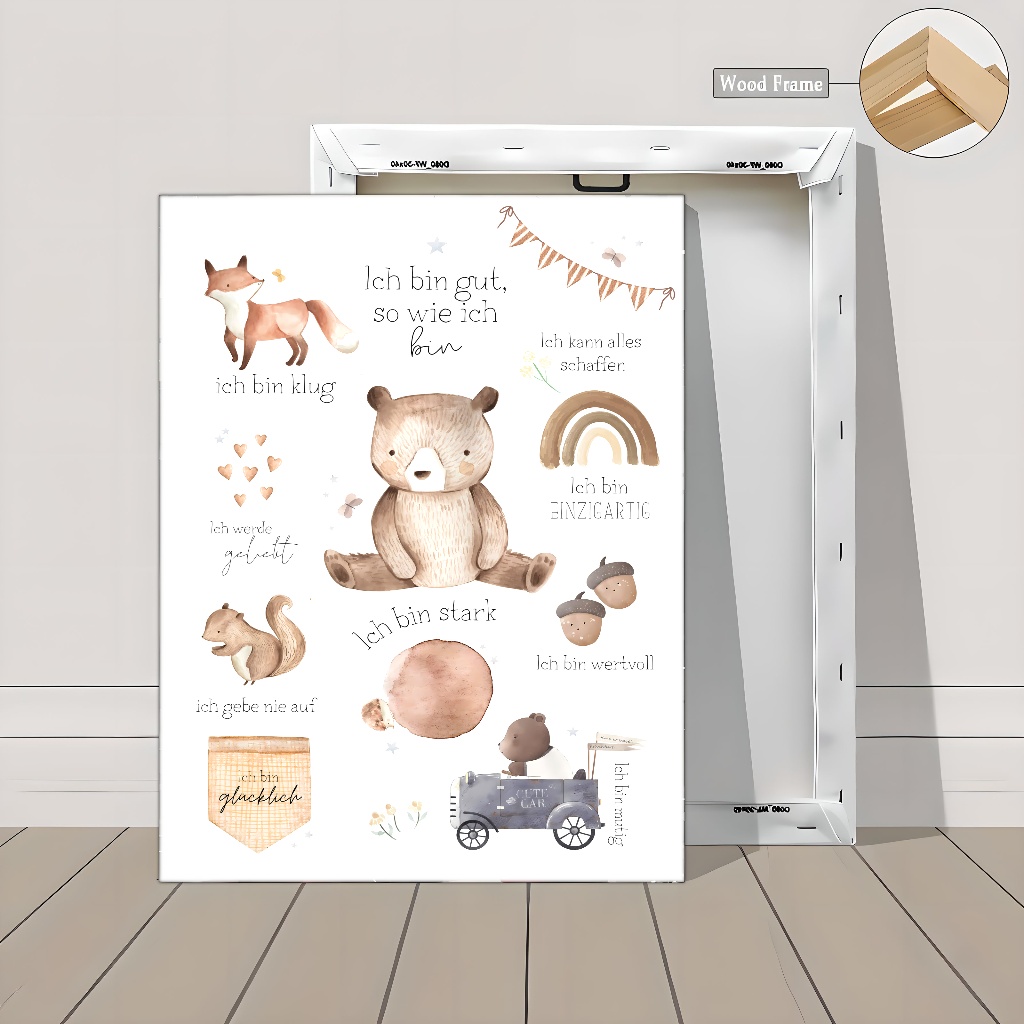 Wood Frame
Ich bin gut,
so wie ich
bin
ich bin klug
Ich kann alles
schaffen
Ich bin
EINZIGARTIG
Ich werde
geliebt
Ich bin stark
Ich bin wertvoll
ich gebe nie auf
ich bin
glücklich
CUTE
CAR
Ich bin mutig